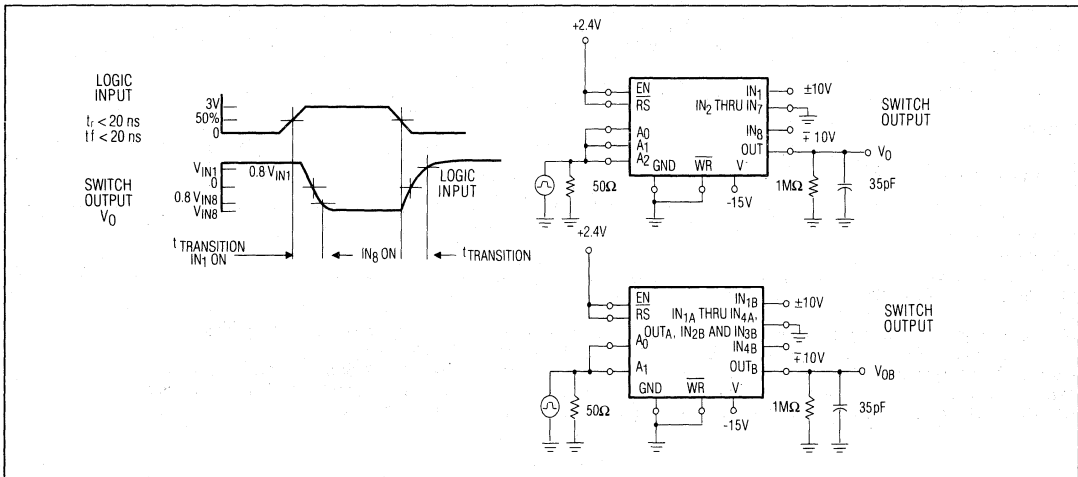 LOGIC
INPUT
tr < 20 ns
tf < 20 ns
3V
50%
0
VIN1
0.8 VIN1
0
0.8 VIN8
VIN8
SWITCH
OUTPUT
VO
LOGIC
INPUT
t TRANSITION
IN1 ON
IN8 ON
t TRANSITION
+2.4V
EN
RS
A0
A1
A2
IN1
IN2 THRU IN7
IN8
OUT
GND
WR
V
±10V
∓ 10V
SWITCH
OUTPUT
VO
50Ω
-15V
1MΩ
35pF
+2.4V
EN
RS
A0
A1
IN1B
IN1A THRU IN4A,
OUTA, IN2B AND IN3B
IN4B
OUTB
GND
WR
V
±10V
∓ 10V
SWITCH
OUTPUT
VOB
50Ω
-15V
1MΩ
35pF